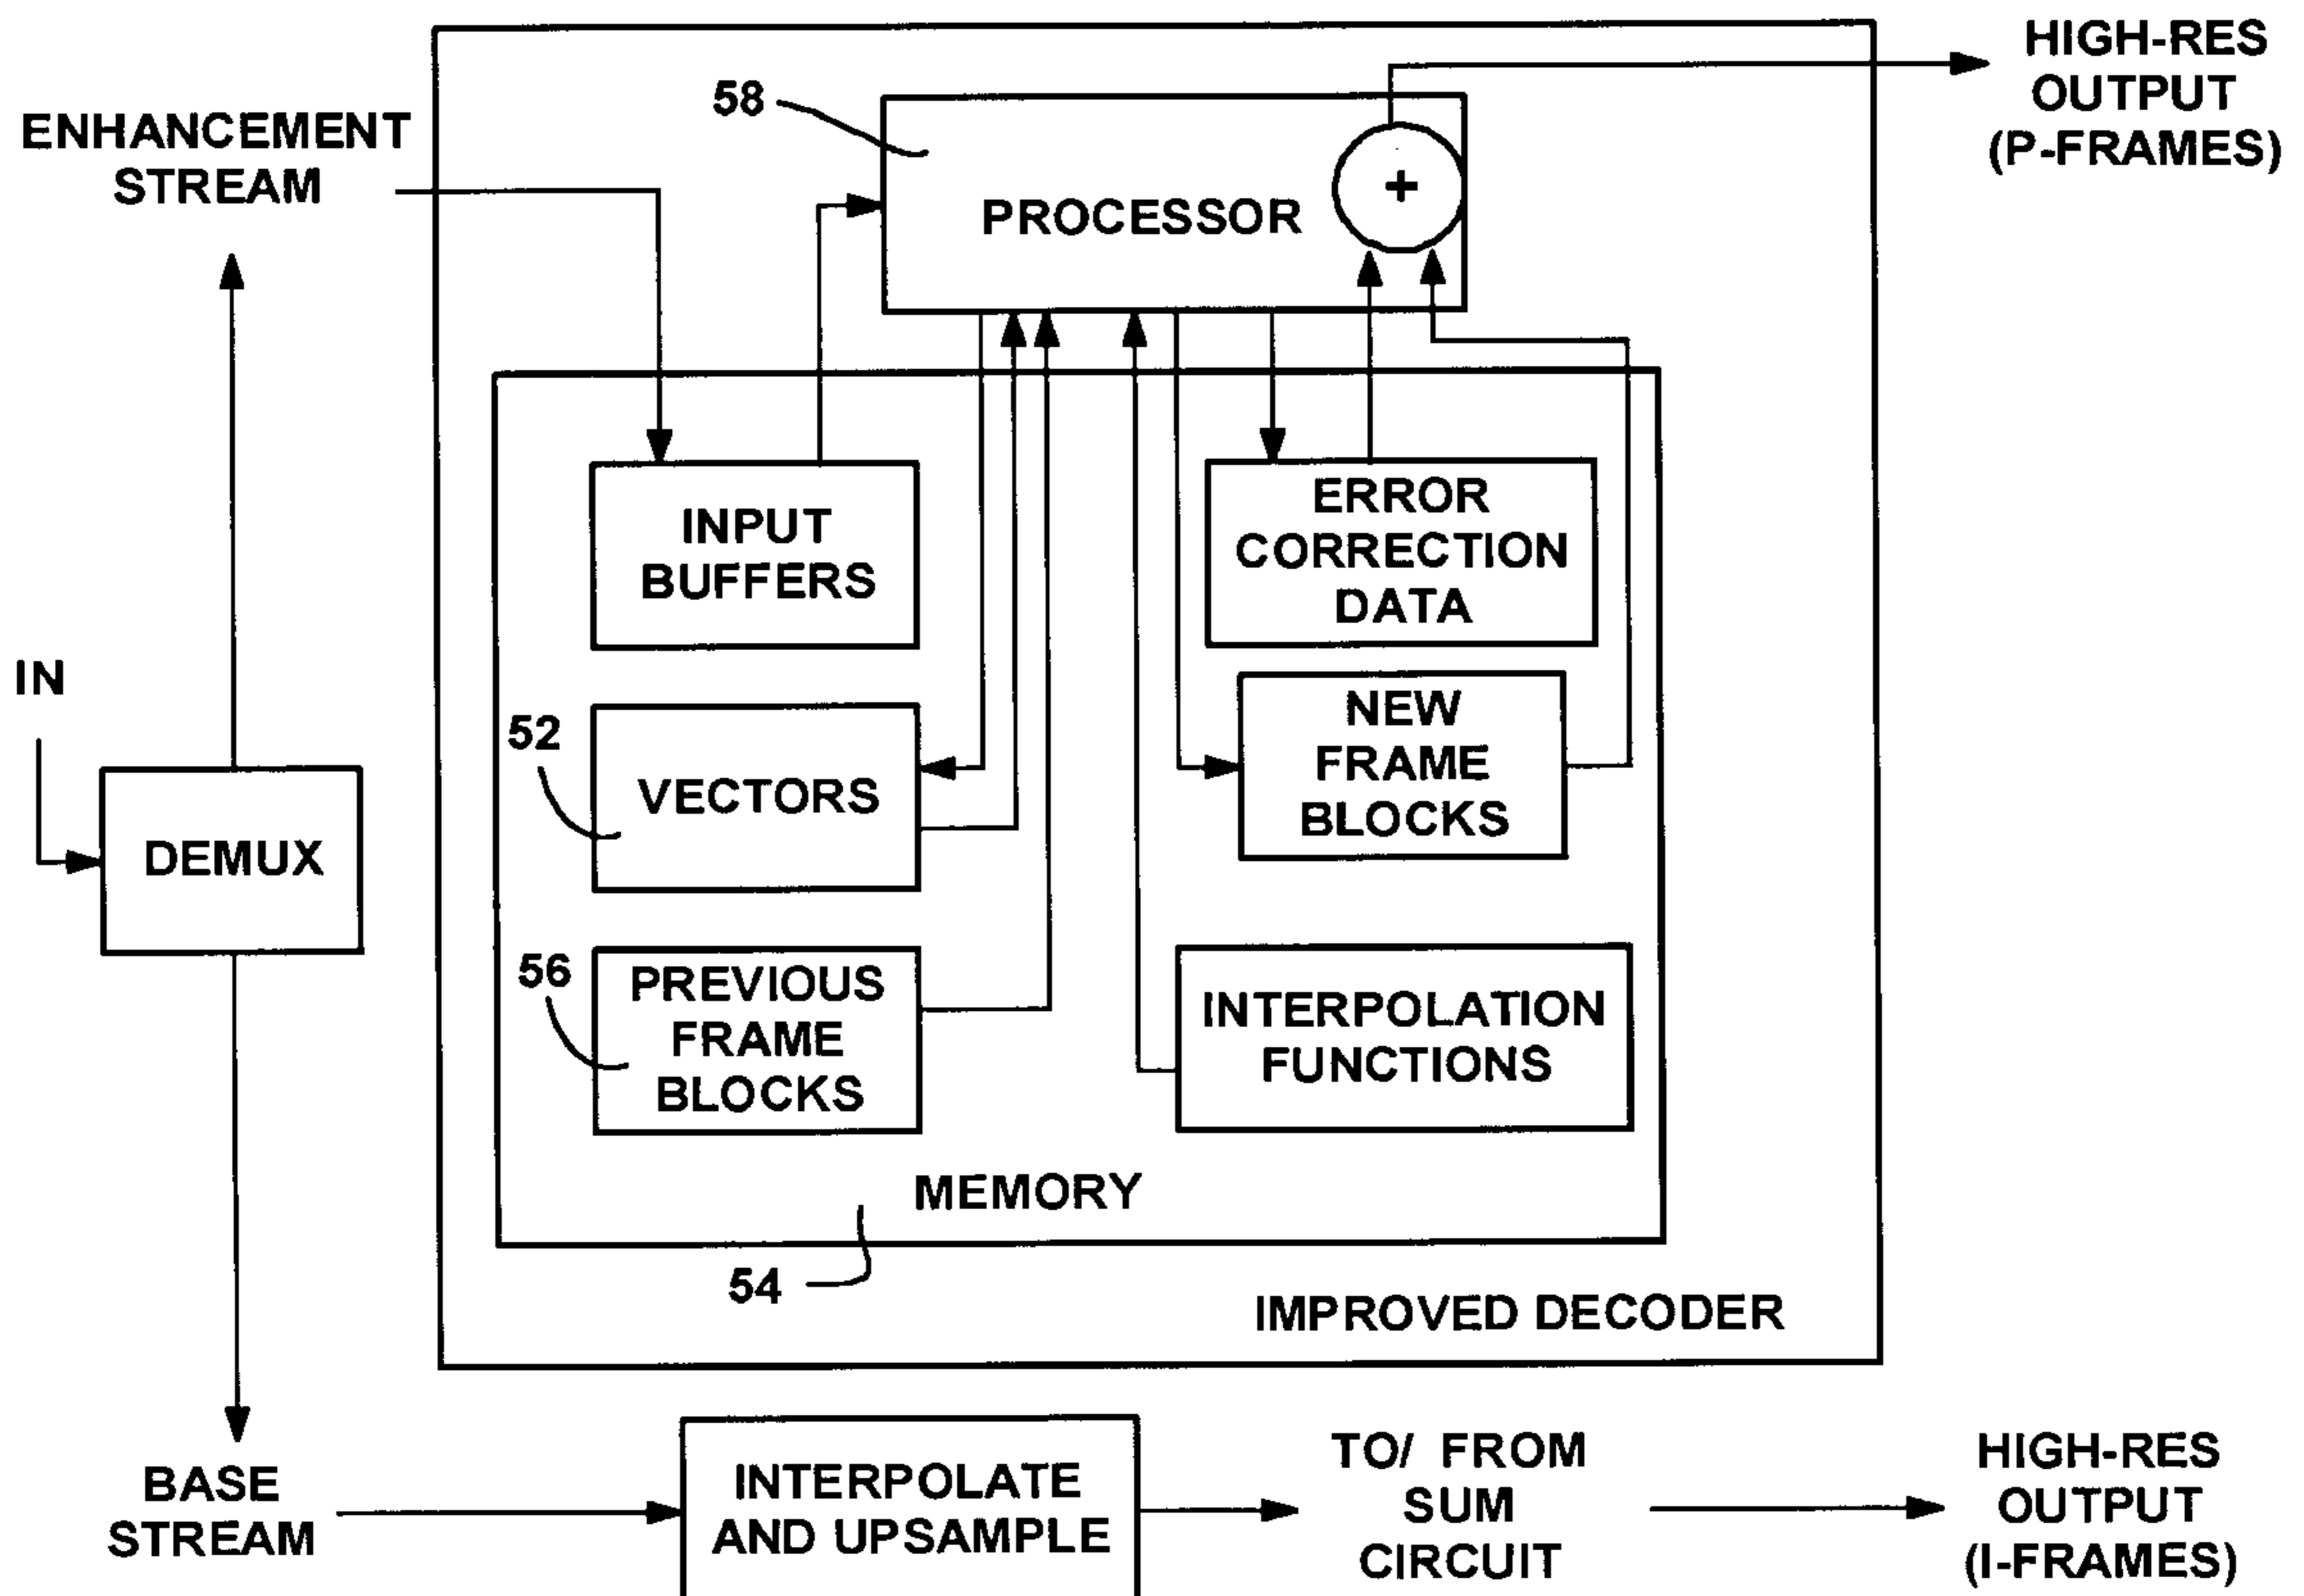 HIGH-RES
OUTPUT
(P-FRAMES)
58
ENHANCEMENT
STREAM
PROCESSOR
+
INPUT
BUFFERS
ERROR
CORRECTION
DATA
IN
52
VECTORS
NEW
FRAME
BLOCKS
DEMUX
56
PREVIOUS
FRAME
BLOCKS
INTERPOLATION
FUNCTIONS
MEMORY
54
IMPROVED DECODER
BASE
STREAM
INTERPOLATE
AND UPSAMPLE
TO/ FROM
SUM
CIRCUIT
HIGH-RES
OUTPUT
(I-FRAMES)